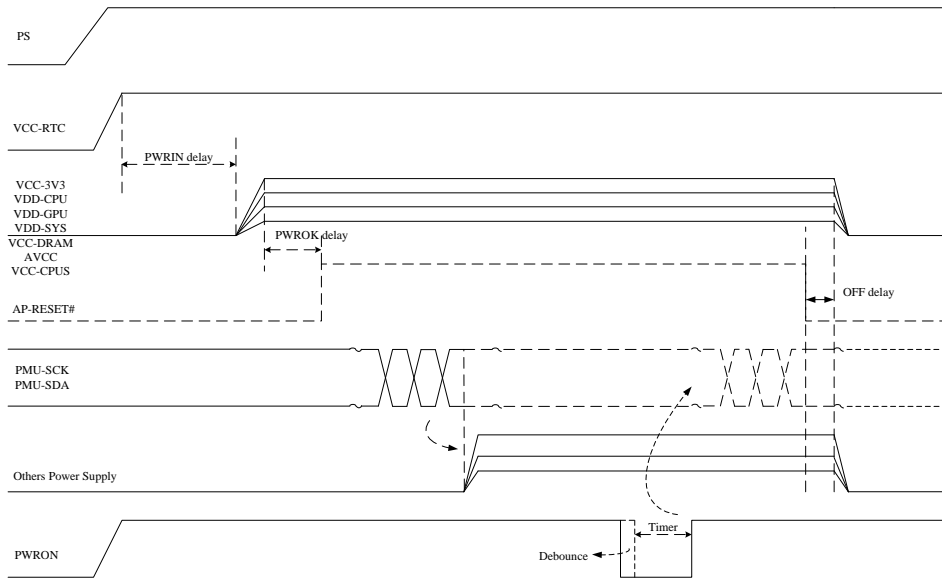 PS
VCC-RTC
PWRIN delay
VCC-3V3
VDD-CPU
VDD-GPU
VDD-SYS
VCC-DRAM
AVCC
VCC-CPUS
PWROK delay
OFF delay
AP-RESET#
PMU-SCK
PMU-SDA
Others Power Supply
Timer
PWRON
Debounce